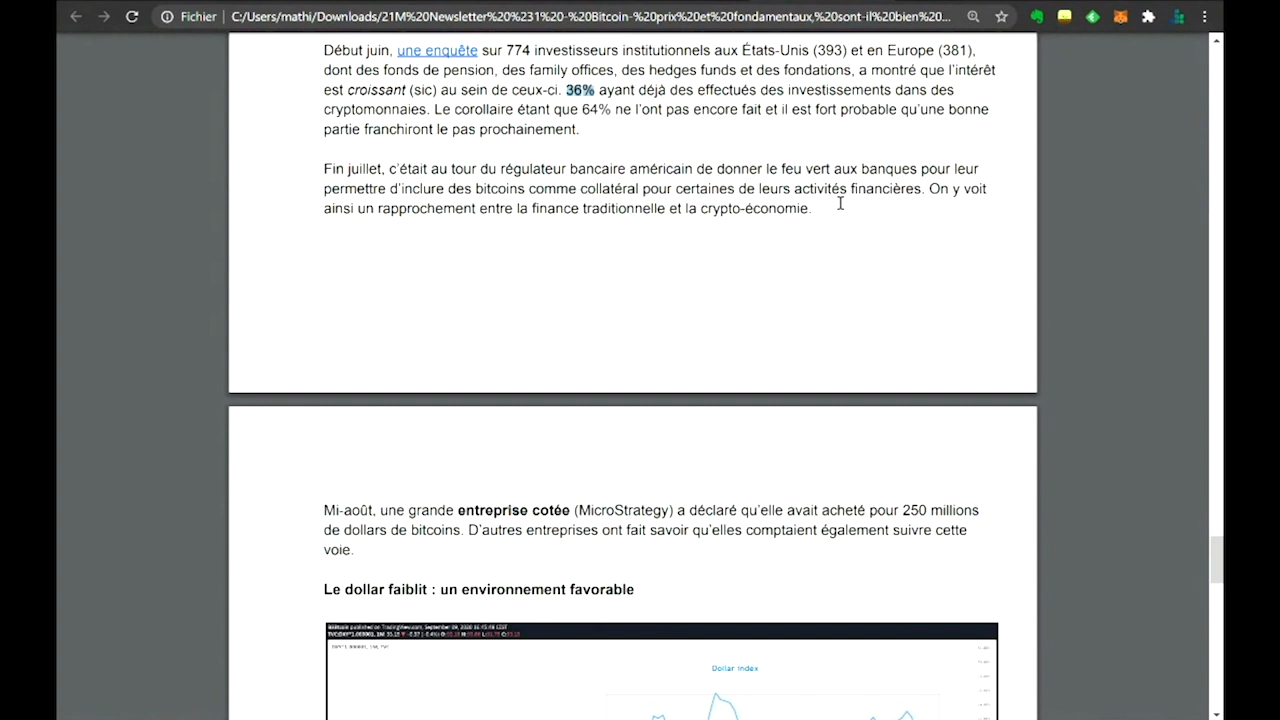 Fichier | C:/Users/mathi/Downloads/21M%20Newsletter%20%231%20-%20Bitcoin-%20prix%20et%20fondamentaux,%20sont-il%20bien%20...
Début juin, une enquête sur 774 investisseurs institutionnels aux États-Unis (393) et en Europe (381),
dont des fonds de pension, des family offices, des hedges funds et des fondations, a montré que l'intérêt
est croissant (sic) au sein de ceux-ci. 36% ayant déjà des effectués des investissements dans des
cryptomonnaies. Le corollaire étant que 64% ne l'ont pas encore fait et il est fort probable qu'une bonne
partie franchiront le pas prochainement.
Fin juillet, c'était au tour du régulateur bancaire américain de donner le feu vert aux banques pour leur
permettre d'inclure des bitcoins comme collatéral pour certaines de leurs activités financières. On y voit
ainsi un rapprochement entre la finance traditionnelle et la crypto-économie.
Mi-août, une grande entreprise cotée (MicroStrategy) a déclaré qu'elle avait acheté pour 250 millions
de dollars de bitcoins. D'autres entreprises ont fait savoir qu'elles comptaient également suivre cette
voie.
Le dollar faiblit : un environnement favorable
published on TradingView.com, September 09, 2020
Dollar Index